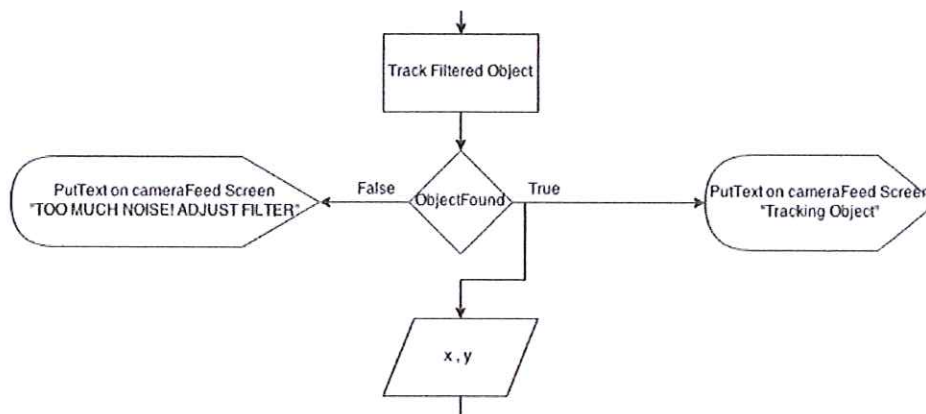 Track Filtered Object
ObjectFound
False
True
PutText on cameraFeed Screen
"TOO MUCH NOISE! ADJUST FILTER"
PutText on cameraFeed Screen
"Tracking Object"
x , y